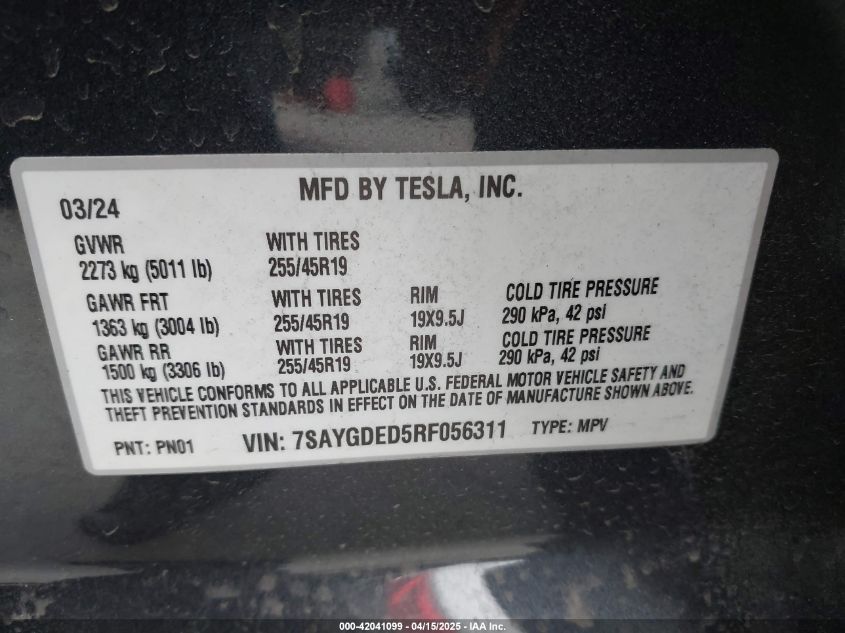 MFD BY TESLA, INC.
03/24
GVWR WITH TIRES
2273 kg (5011 lb) 255/45R19
GAWR FRT WITH TIRES RIM COLD TIRE PRESSURE
1363 kg (3004 lb) 255/45R19 19X9.5J 290 kPa, 42 psi
GAWR RR WITH TIRES RIM COLD TIRE PRESSURE
1500 kg (3306 lb) 255/45R19 19X9.5J 290 kPa, 42 psi
THIS VEHICLE CONFORMS TO ALL APPLICABLE U.S. FEDERAL MOTOR VEHICLE SAFETY AND
THEFT PREVENTION STANDARDS IN EFFECT ON THE DATE OF MANUFACTURE SHOWN ABOVE.
PNT: PN01 VIN: 7SAYGDED5RF056311 TYPE: MPV
000-42041099 - 04/15/2025 - IAA Inc.